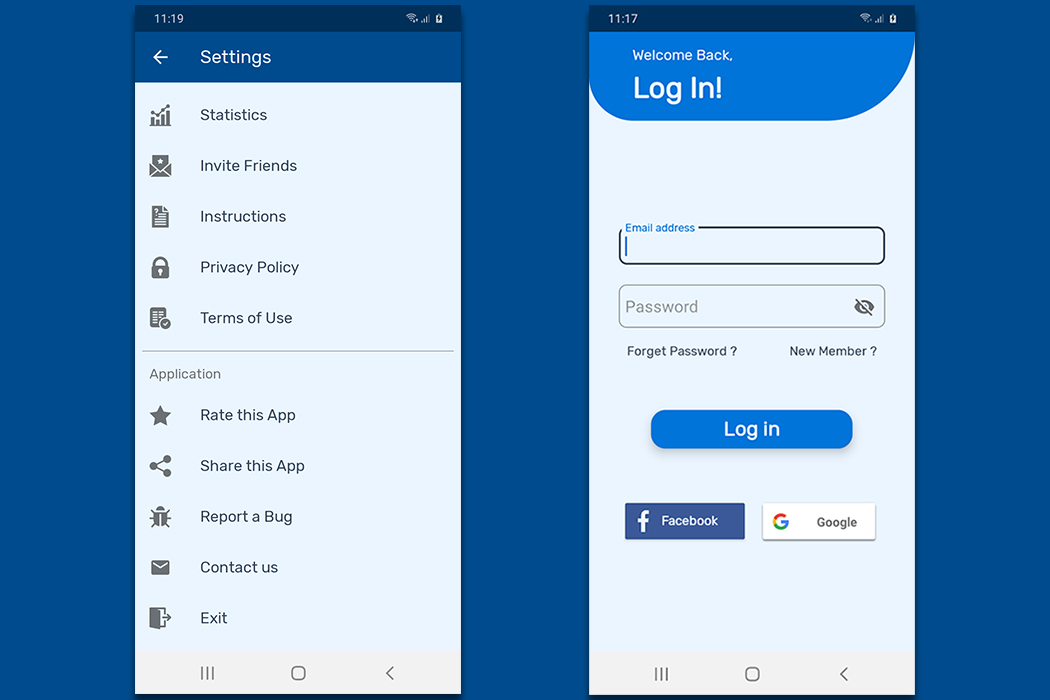 11:19
Settings
Statistics
Invite Friends
Instructions
Privacy Policy
Terms of Use
Application
Rate this App
Share this App
Report a Bug
Contact us
Exit
11:17
Welcome Back,
Log In!
Email address
Password
Forget Password ?
New Member ?
Log in
Facebook
Google